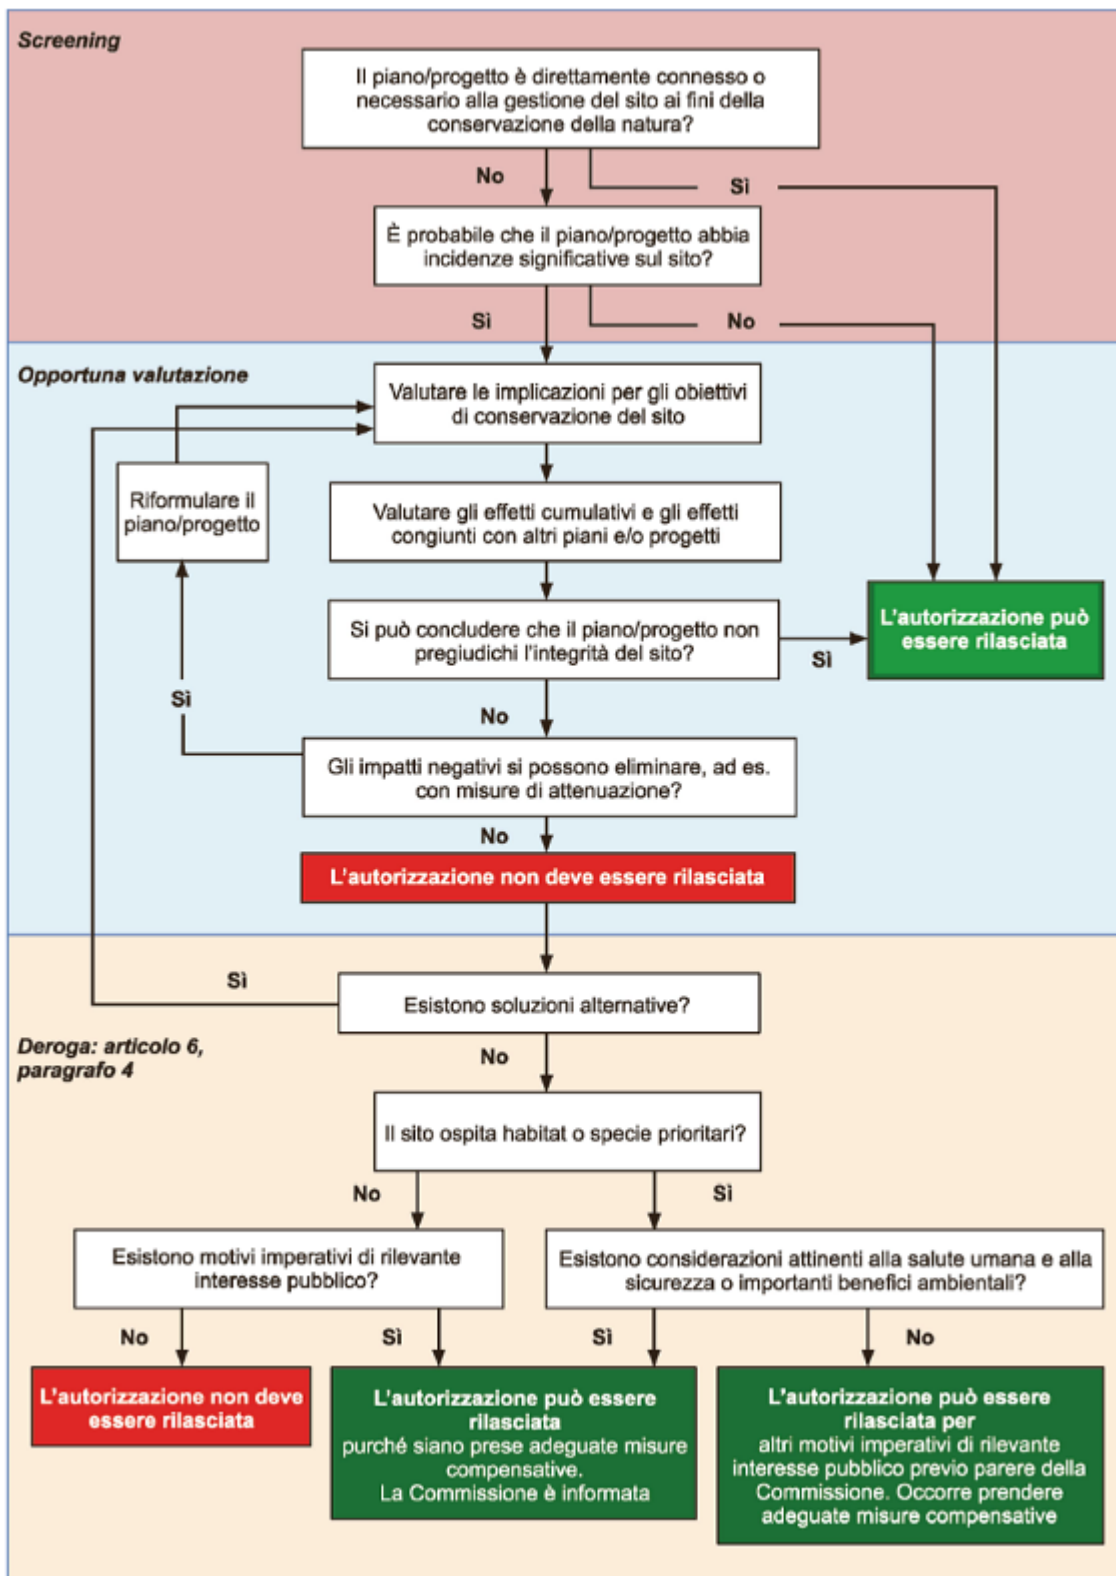 Screening
Il piano/progetto è direttamente connesso o
necessario alla gestione del sito ai fini della
conservazione della natura?
No
Sì
È probabile che il piano/progetto abbia
incidenze significative sul sito?
Sì
No
Opportuna valutazione
Valutare le implicazioni per gli obiettivi
di conservazione del sito
Riformulare il
piano/progetto
Valutare gli effetti cumulativi e gli effetti
congiunti con altri piani e/o progetti
Si può concludere che il piano/progetto non
pregiudichi l'integrità del sito?
Sì
L'autorizzazione può
essere rilasciata
Sì
No
Gli impatti negativi si possono eliminare, ad es.
con misure di attenuazione?
No
L'autorizzazione non deve essere rilasciata
Sì
Esistono soluzioni alternative?
Deroga: articolo 6,
paragrafo 4
No
Il sito ospita habitat o specie prioritari?
No
Sì
Esistono motivi imperativi di rilevante
interesse pubblico?
Esistono considerazioni attinenti alla salute umana e alla
sicurezza o importanti benefici ambientali?
No
Sì
Sì
No
L'autorizzazione non deve
essere rilasciata
L'autorizzazione può essere
rilasciata
purché siano prese adeguate misure
compensative.
La Commissione è informata
L'autorizzazione può essere
rilasciata per
altri motivi imperativi di rilevante
interesse pubblico previo parere della
Commissione. Occorre prendere
adeguate misure compensative